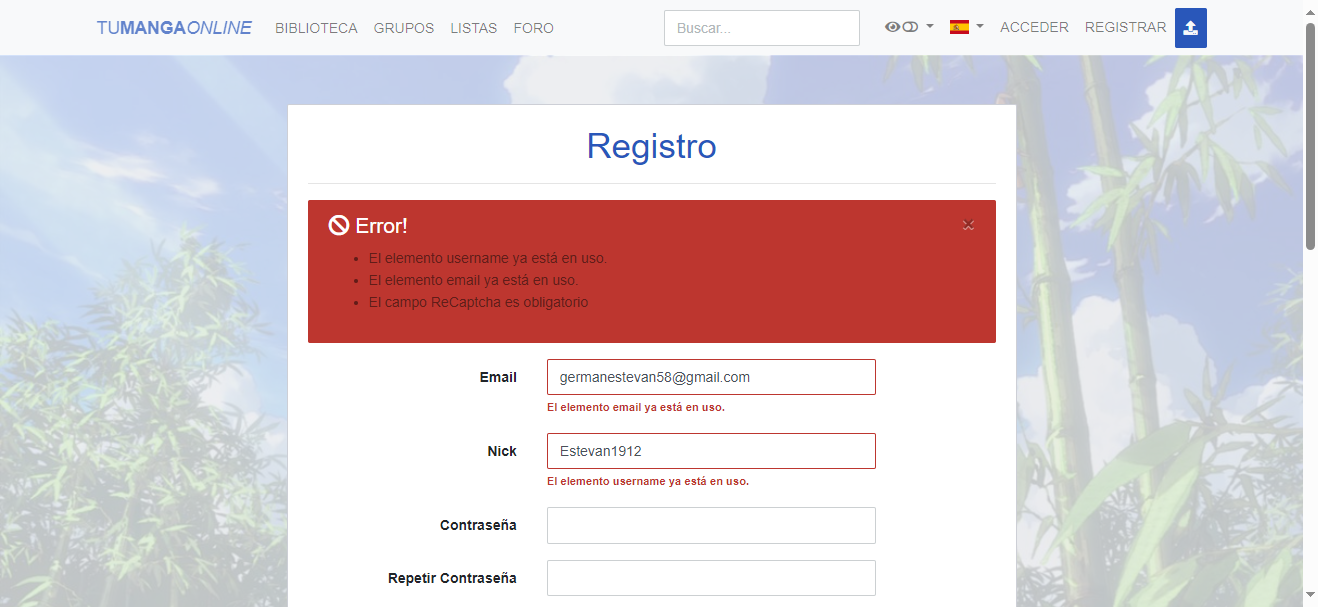 TUMANGAONLINE BIBLIOTECA GRUPOS LISTAS FORO Buscar... ACCEDER REGISTRAR
Registro
Error!
×
El elemento username ya está en uso.
El elemento email ya está en uso.
El campo ReCaptcha es obligatorio
Email germanestevan58@gmail.com
El elemento email ya está en uso.
Nick Estevan1912
El elemento username ya está en uso.
Contraseña
Repetir Contraseña